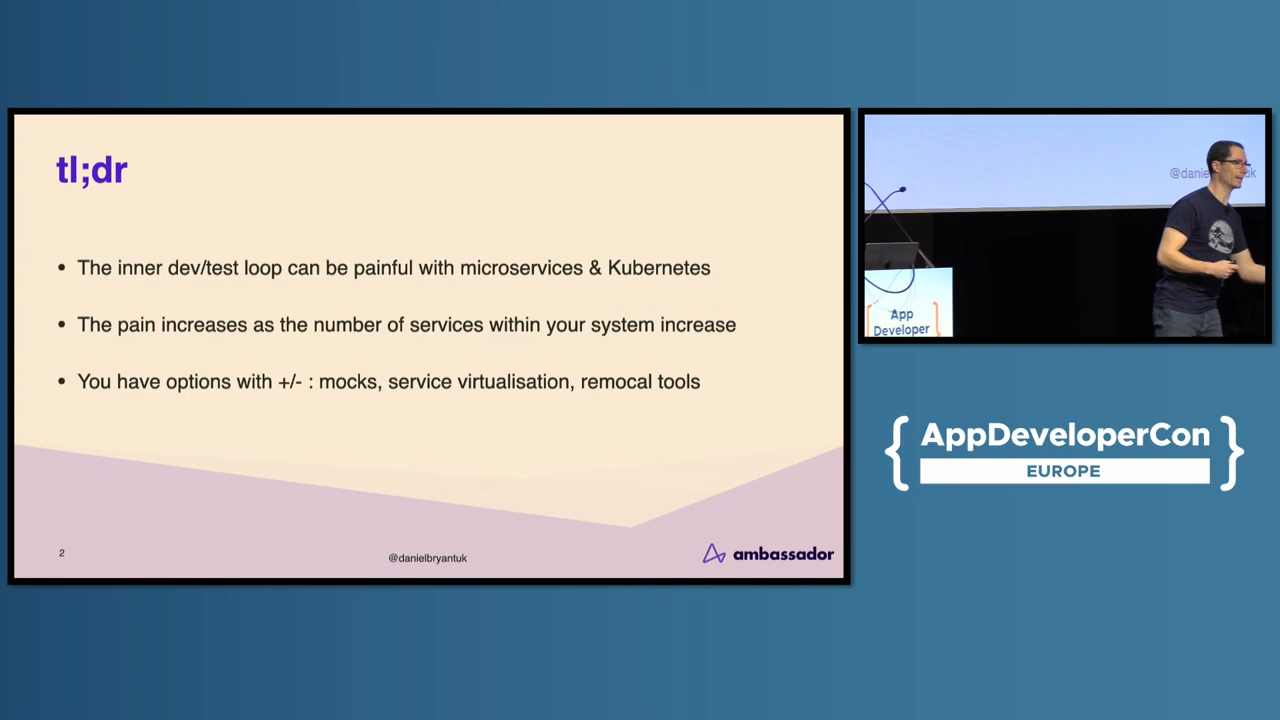 tl;dr
• The inner dev/test loop can be painful with microservices & Kubernetes
• The pain increases as the number of services within your system increase
• You have options with +/- : mocks, service virtualisation, remocal tools
2
@danielbryantuk
ambassador
App
Developer
AppDeveloperCon
EUROPE